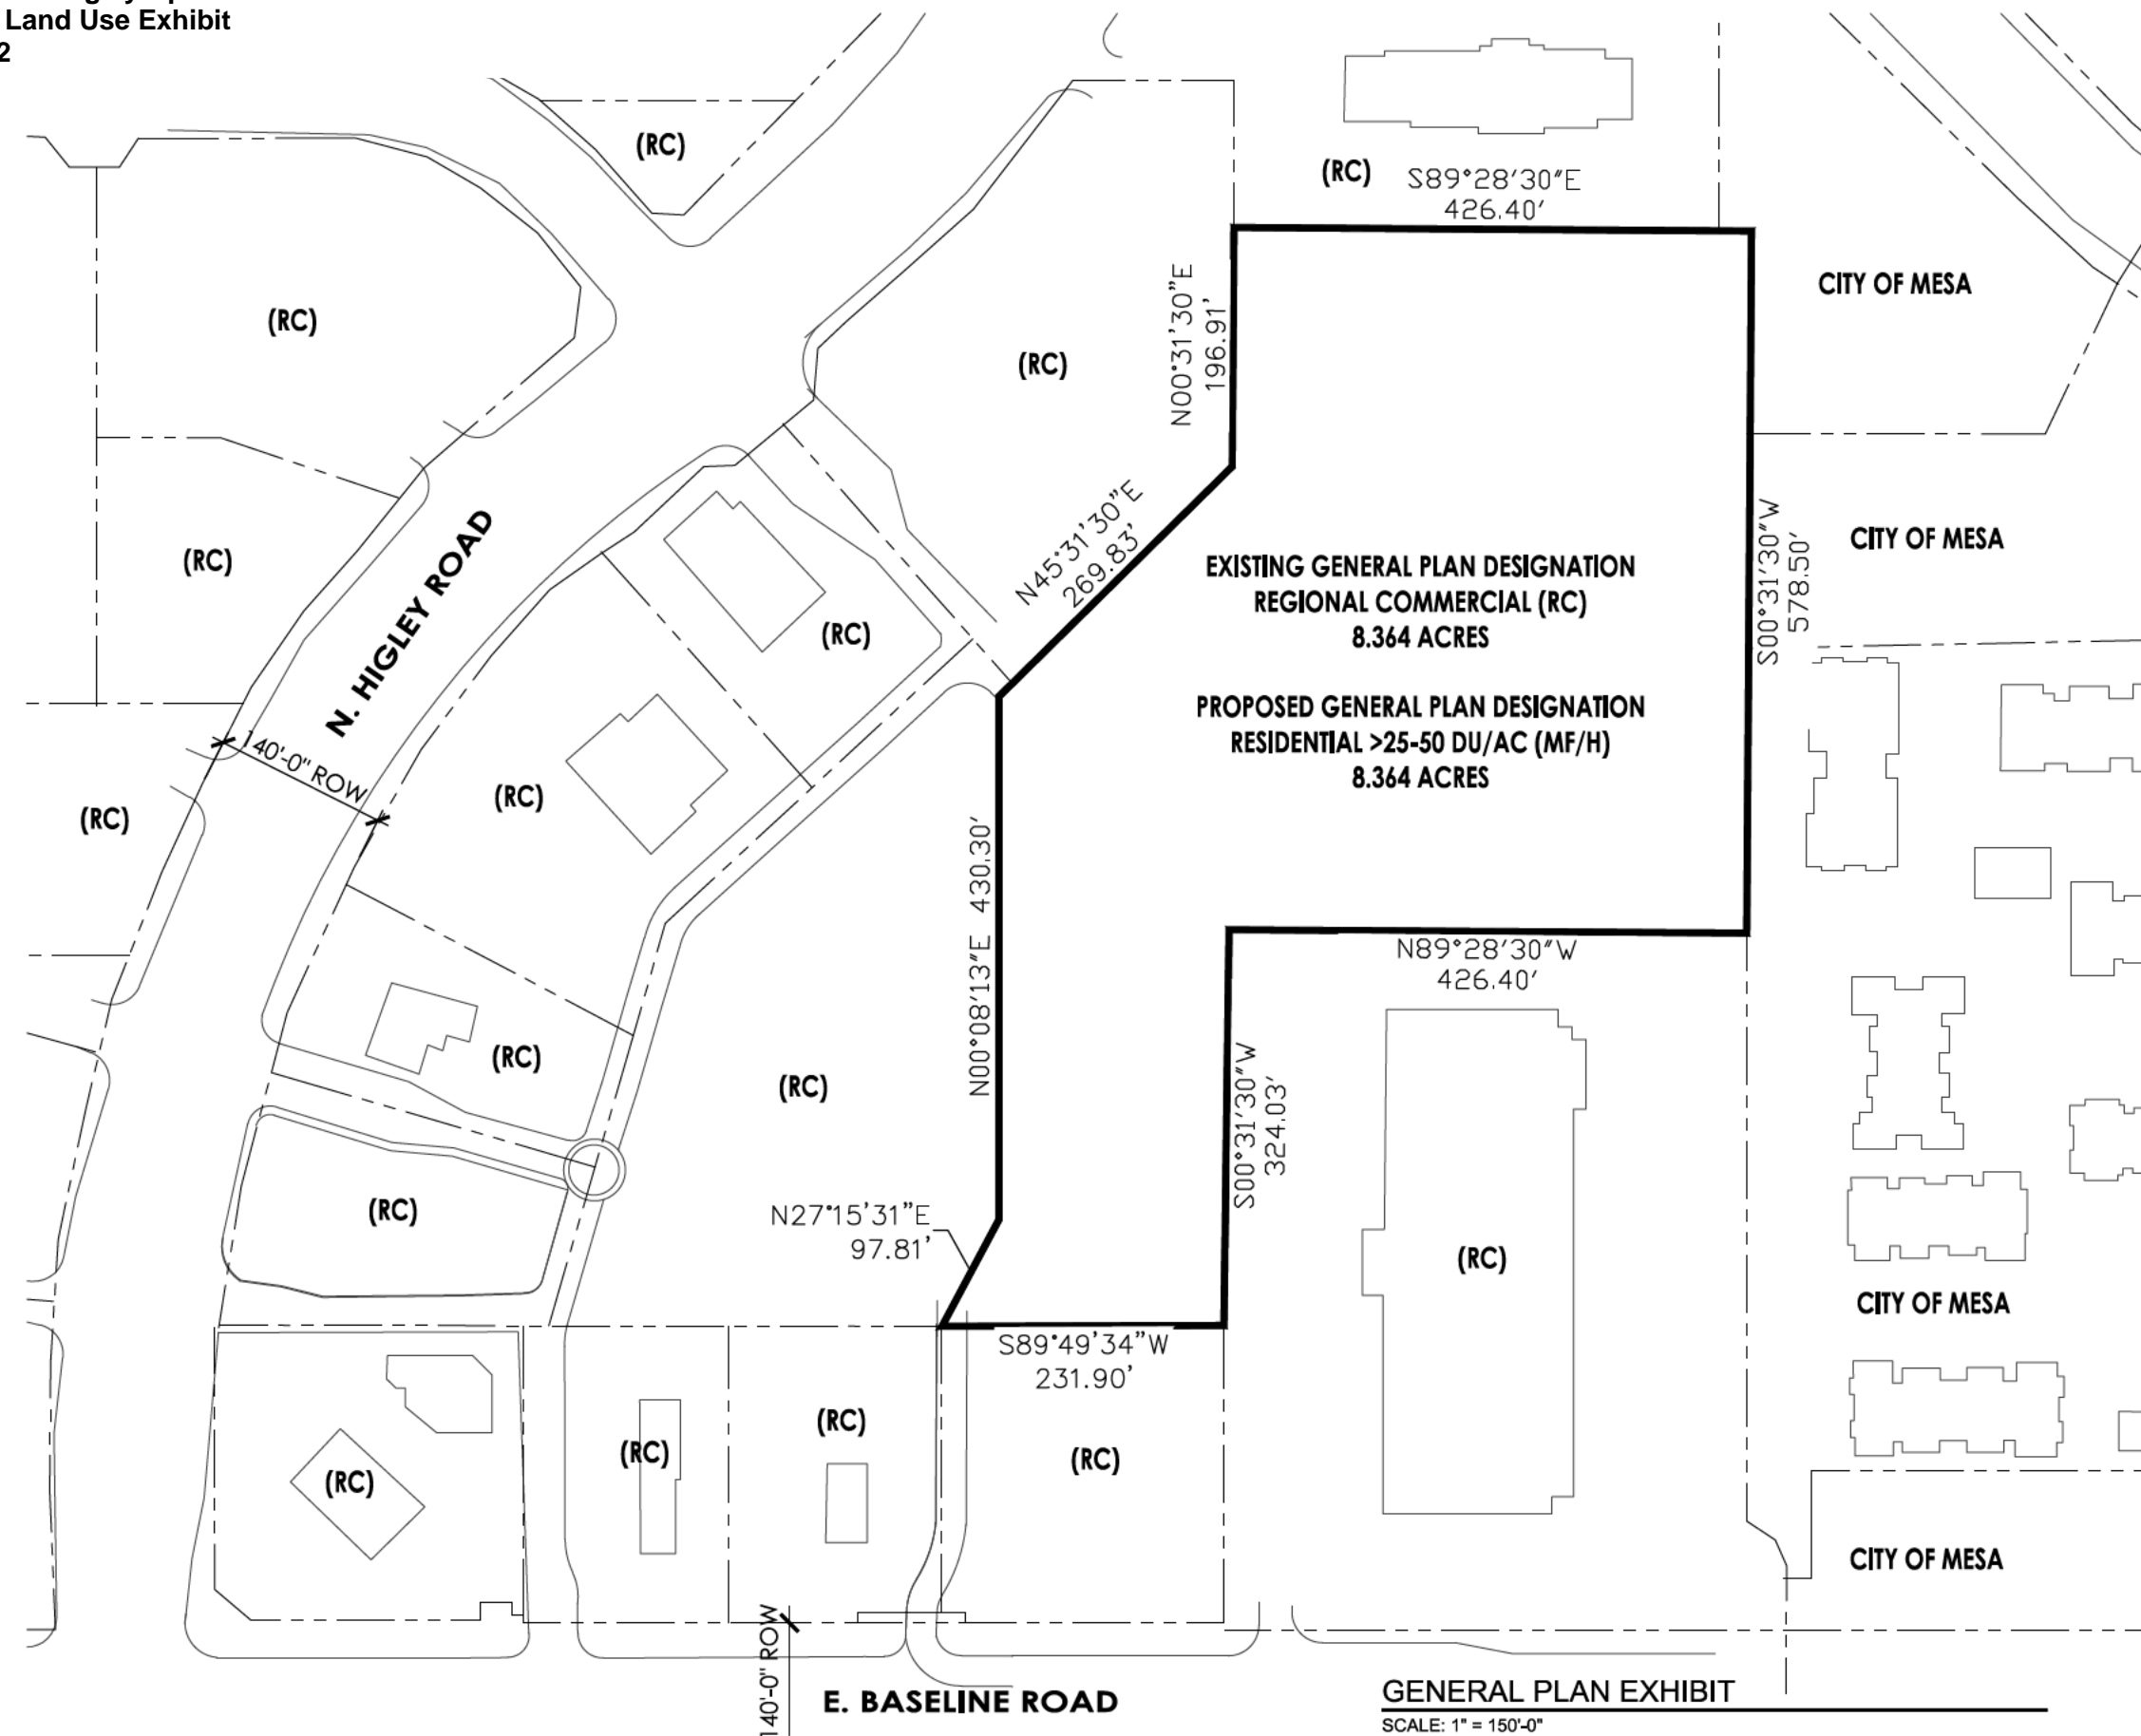 Land Use Exhibit
2
(RC)
(RC)
S89°28'30"E
426.40'
CITY OF MESA
(RC)
N00°31'30"E
196.91'
(RC)
N45°31'30"E
269.83'
S00°31'30"W
578.50'
CITY OF MESA
N. HIGLEY ROAD
(RC)
EXISTING GENERAL PLAN DESIGNATION
REGIONAL COMMERCIAL (RC)
8.364 ACRES
(RC)
PROPOSED GENERAL PLAN DESIGNATION
RESIDENTIAL >25-50 DU/AC (MF/H)
8.364 ACRES
140'-0" ROW
(RC)
(RC)
N00°08'13"E 430.30'
N89°28'30"W
426.40'
(RC)
(RC)
S00°31'30"W
324.03'
(RC)
N27°15'31"E
97.81'
(RC)
CITY OF MESA
S89°49'34"W
231.90'
(RC)
(RC)
(RC)
(RC)
CITY OF MESA
140'-0" ROW
E. BASELINE ROAD
GENERAL PLAN EXHIBIT
SCALE: 1" = 150'-0"